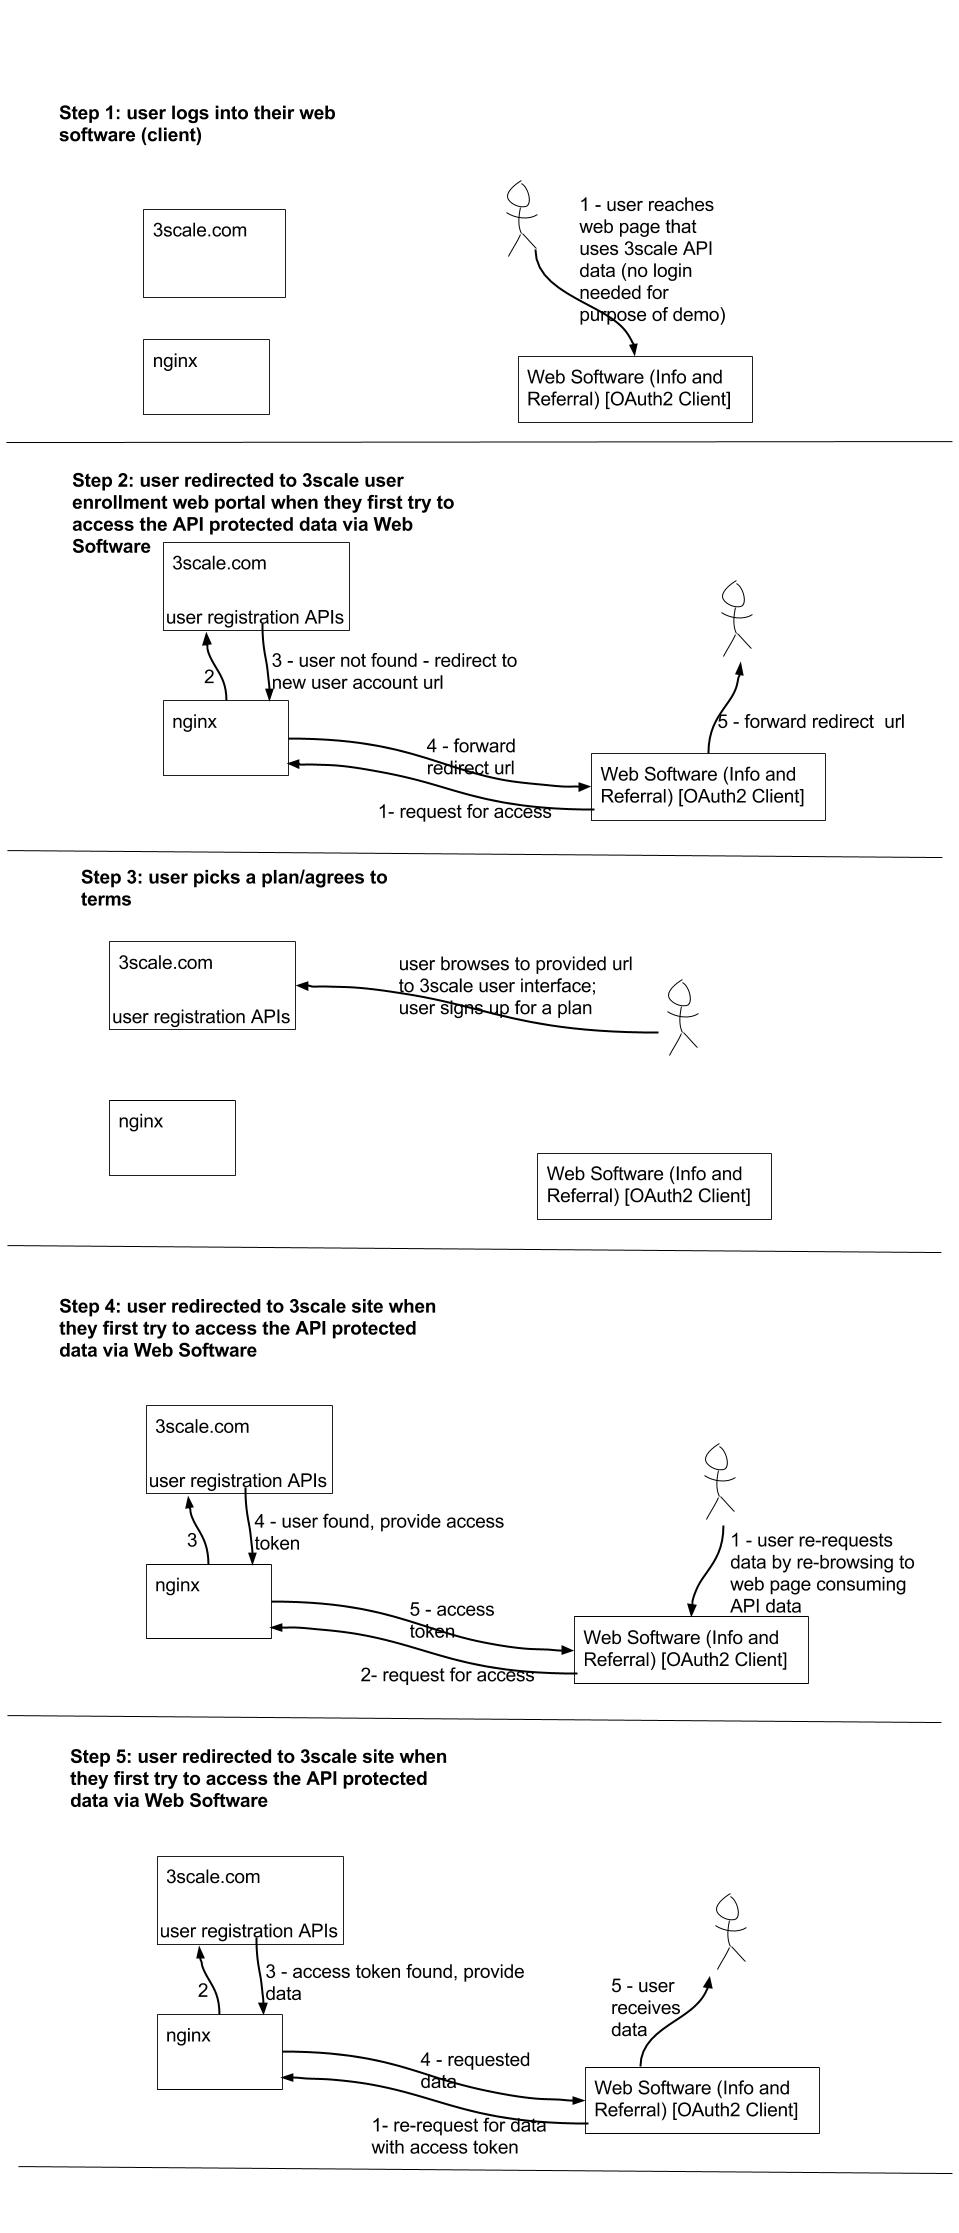 Step 1: user logs into their web
software (client)
3scale.com
1 - user reaches
web page that
uses 3scale API
data (no login
needed for
purpose of demo)
nginx
Web Software (Info and
Referral) [OAuth2 Client]
Step 2: user redirected to 3scale user
enrollment web portal when they first try to
access the API protected data via Web
Software
3scale.com
user registration APIs
2
3 - user not found - redirect to
new user account url
nginx
5 - forward redirect  url
4 - forward
redirect url
Web Software (Info and
Referral) [OAuth2 Client]
1- request for access
Step 3: user picks a plan/agrees to
terms
3scale.com
user registration APIs
user browses to provided url
to 3scale user interface;
user signs up for a plan
nginx
Web Software (Info and
Referral) [OAuth2 Client]
Step 4: user redirected to 3scale site when
they first try to access the API protected
data via Web Software
3scale.com
user registration APIs
3
4 - user found, provide access
token
1 - user re-requests
data by re-browsing to
web page consuming
API data
nginx
5 - access
token
Web Software (Info and
Referral) [OAuth2 Client]
2- request for access
Step 5: user redirected to 3scale site when
they first try to access the API protected
data via Web Software
3scale.com
user registration APIs
2
3 - access token found, provide
data
5 - user
receives
data
nginx
4 - requested
data
Web Software (Info and
Referral) [OAuth2 Client]
1- re-request for data
with access token